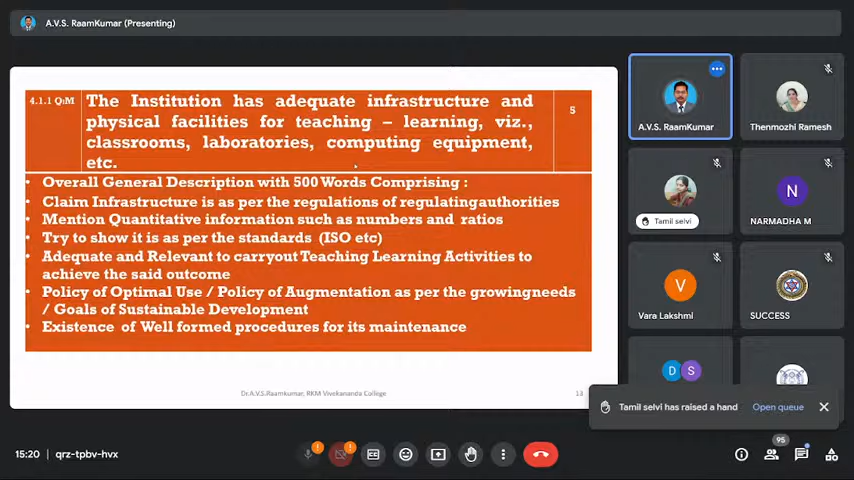 A.V.S. RaamKumar (Presenting)
4.1.1 QlM
The Institution has adequate infrastructure and
physical facilities for teaching – learning, viz.,
classrooms, laboratories, computing equipment,
etc.
5
• Overall General Description with 500 Words Comprising :
• Claim Infrastructure is as per the regulations of regulatingauthorities
• Mention Quantitative information such as numbers and ratios
• Try to show it is as per the standards (ISO etc)
• Adequate and Relevant to carryout Teaching Learning Activities to
achieve the said outcome
• Policy of Optimal Use / Policy of Augmentation as per the growingneeds
/ Goals of Sustainable Development
• Existence of Well formed procedures for its maintenance
Dr.A.V.S.Raamkumar, RKM Vivekananda College
13
A.V.S. RaamKumar
Thenmozhi Ramesh
Tamil selvi
N
NARMADHA M
V
Vara Lakshmi
SUCCESS
D S
Tamil selvi has raised a hand
Open queue
15:20 | qrz-tpbv-hvx
95